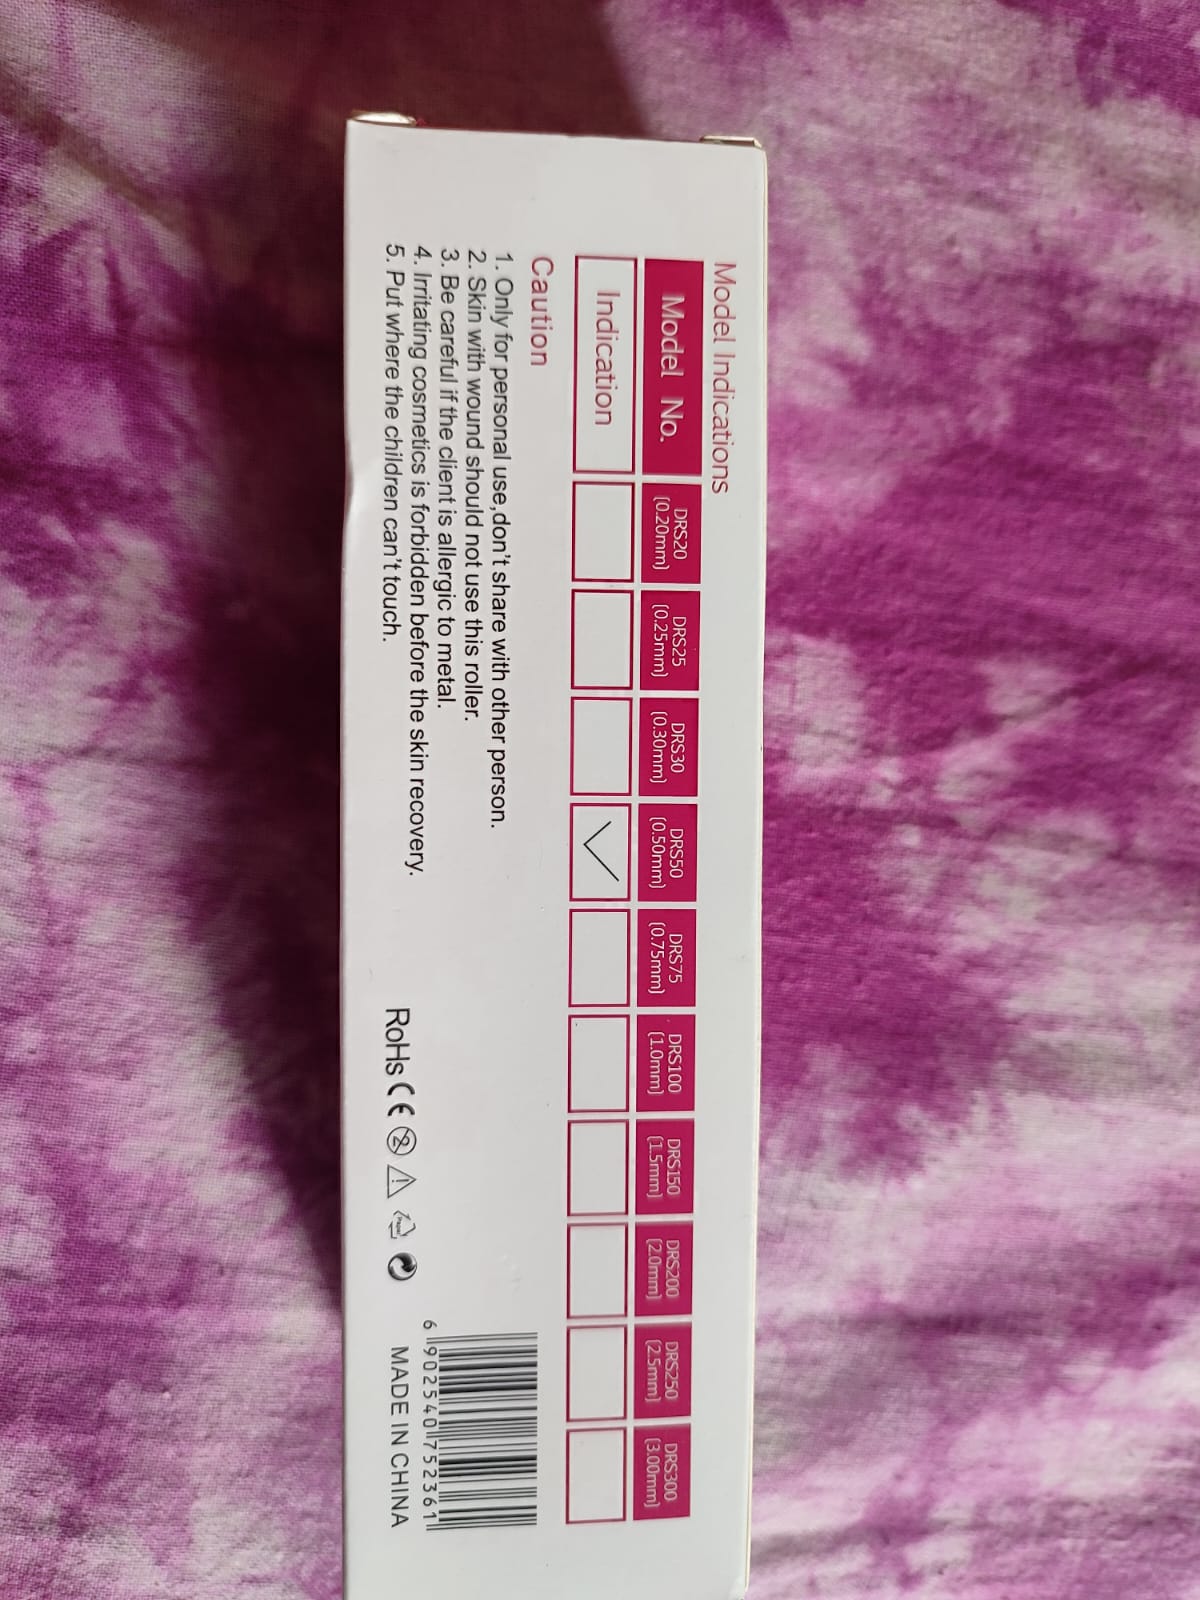 Model Indications
Model No. DRS20 (0.20mm) DRS25 (0.25mm) DRS30 (0.30mm) DRS50 (0.50mm) DRS75 (0.75mm) DRS100 (1.0mm) DRS150 (1.5mm) DRS200 (2.0mm) DRS250 (2.5mm) DRS300 (3.00mm)
Indication
Caution
1. Only for personal use,don't share with other person.
2. Skin with wound should not use this roller.
3. Be careful if the client is allergic to metal.
4. Irritating cosmetics is forbidden before the skin recovery.
5. Put where the children can't touch.
RoHs CE 2
6 902540 752361
MADE IN CHINA